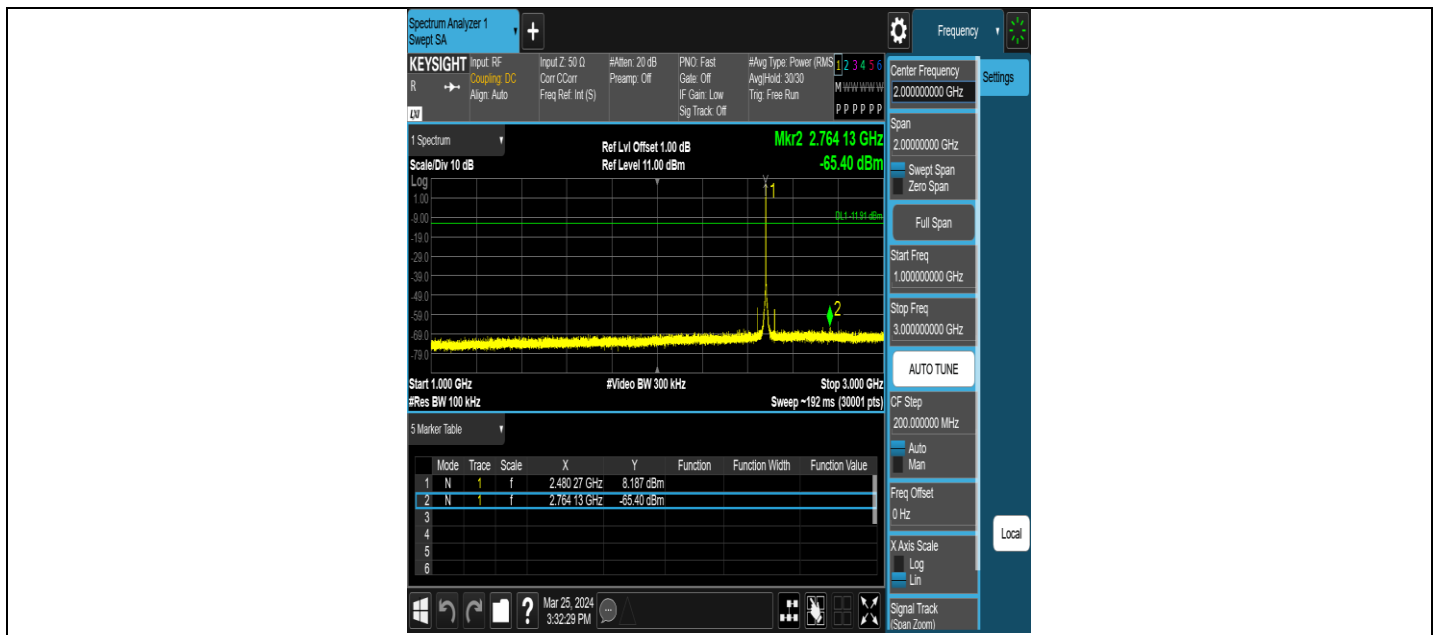 Spectrum Analyzer 1
Swept SA
+
Frequency
KEYSIGHT
R
LXI
Input: RF
Coupling: DC
Align: Auto
Input Z: 50 Ω
Corr CCorr
Freq Ref: Int (S)
#Atten: 20 dB
Preamp: Off
PNO: Fast
Gate: Off
IF Gain: Low
Sig Track: Off
#Avg Type: Power (RMS
Avg|Hold: 30/30
Trig: Free Run
1 2 3 4 5 6
M W W W W W
P P P P P P
1 Spectrum
Scale/Div 10 dB
Log
Ref Lvl Offset 1.00 dB
Ref Level 11.00 dBm
Mkr2 2.764 13 GHz
-65.40 dBm
1.00
-9.00
-19.0
-29.0
-39.0
-49.0
-59.0
-69.0
-79.0
1
DL1 -11.91 dBm
2
Start 1.000 GHz
#Video BW 300 kHz
Stop 3.000 GHz
#Res BW 100 kHz
Sweep ~192 ms (30001 pts)
5 Marker Table
Mode Trace Scale X Y Function Function Width Function Value
1 N 1 f 2.480 27 GHz 8.187 dBm
2 N 1 f 2.764 13 GHz -65.40 dBm
3
4
5
6
?
Mar 25, 2024
3:32:29 PM
Center Frequency
2.000000000 GHz
Settings
Span
2.00000000 GHz
Swept Span
Zero Span
Full Span
Start Freq
1.000000000 GHz
Stop Freq
3.000000000 GHz
AUTO TUNE
CF Step
200.000000 MHz
Auto
Man
Freq Offset
0 Hz
Local
X Axis Scale
Log
Lin
Signal Track
(Span Zoom)